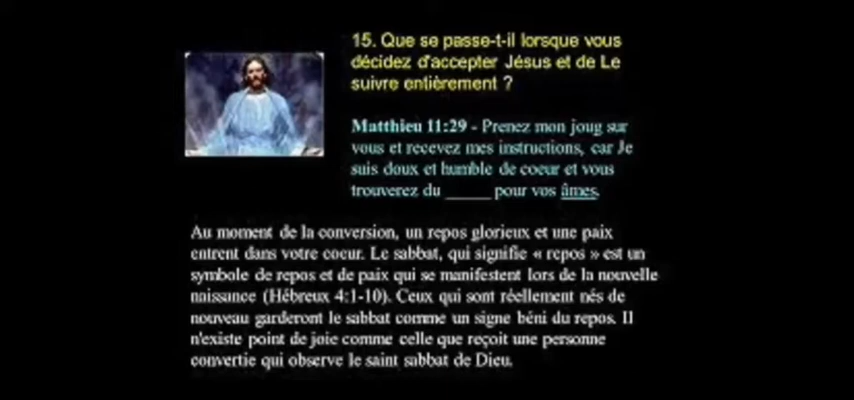 15. Que se passe-t-il lorsque vous
décidez d'accepter Jésus et de Le
suivre entièrement ?
Matthieu 11:29 - Prenez mon joug sur
vous et recevez mes instructions, car Je
suis doux et humble de coeur et vous
trouverez du _____ pour vos âmes.
Au moment de la conversion, un repos glorieux et une paix
entrent dans votre coeur. Le sabbat, qui signifie « repos » est un
symbole de repos et de paix qui se manifestent lors de la nouvelle
naissance (Hébreux 4:1-10). Ceux qui sont réellement nés de
nouveau garderont le sabbat comme un signe béni du repos. Il
n'existe point de joie comme celle que reçoit une personne
convertie qui observe le saint sabbat de Dieu.